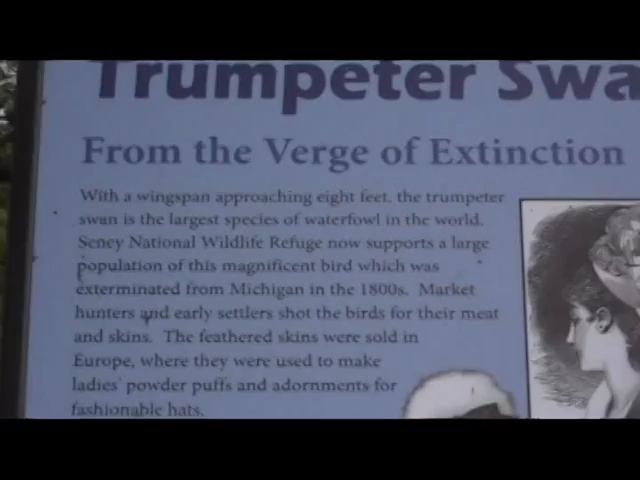 Trumpeter Swa
From the Verge of Extinction
With a wingspan approaching eight feet, the trumpeter
swan is the largest species of waterfowl in the world.
Seney National Wildlife Refuge now supports a large
population of this magnificent bird which was
exterminated from Michigan in the 1800s. Market
hunters and early settlers shot the birds for their meat
and skins. The feathered skins were sold in
Europe, where they were used to make
ladies' powder puffs and adornments for
fashionable hats.